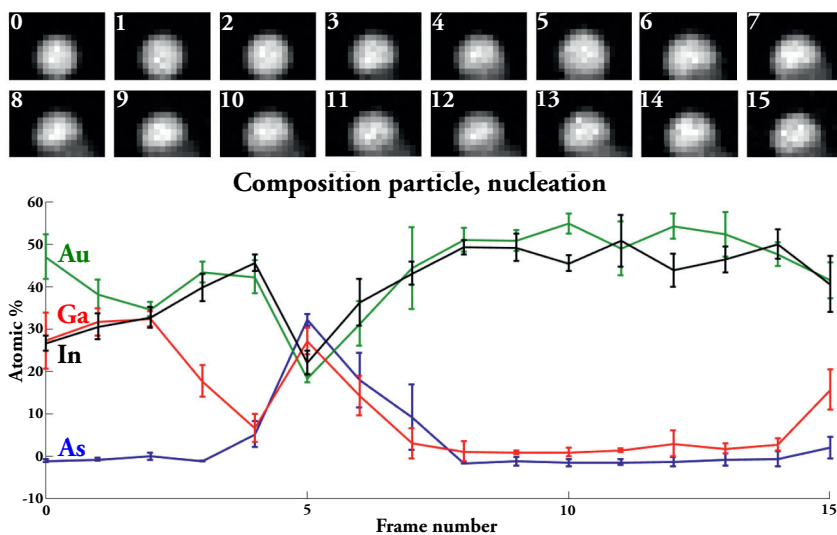 0 1 2 3 4 5 6 7
8 9 10 11 12 13 14 15
Composition particle, nucleation
60
50
40
30
20
10
0
-10
Atomic %
Au
Ga
In
As
0 5 10 15
Frame number